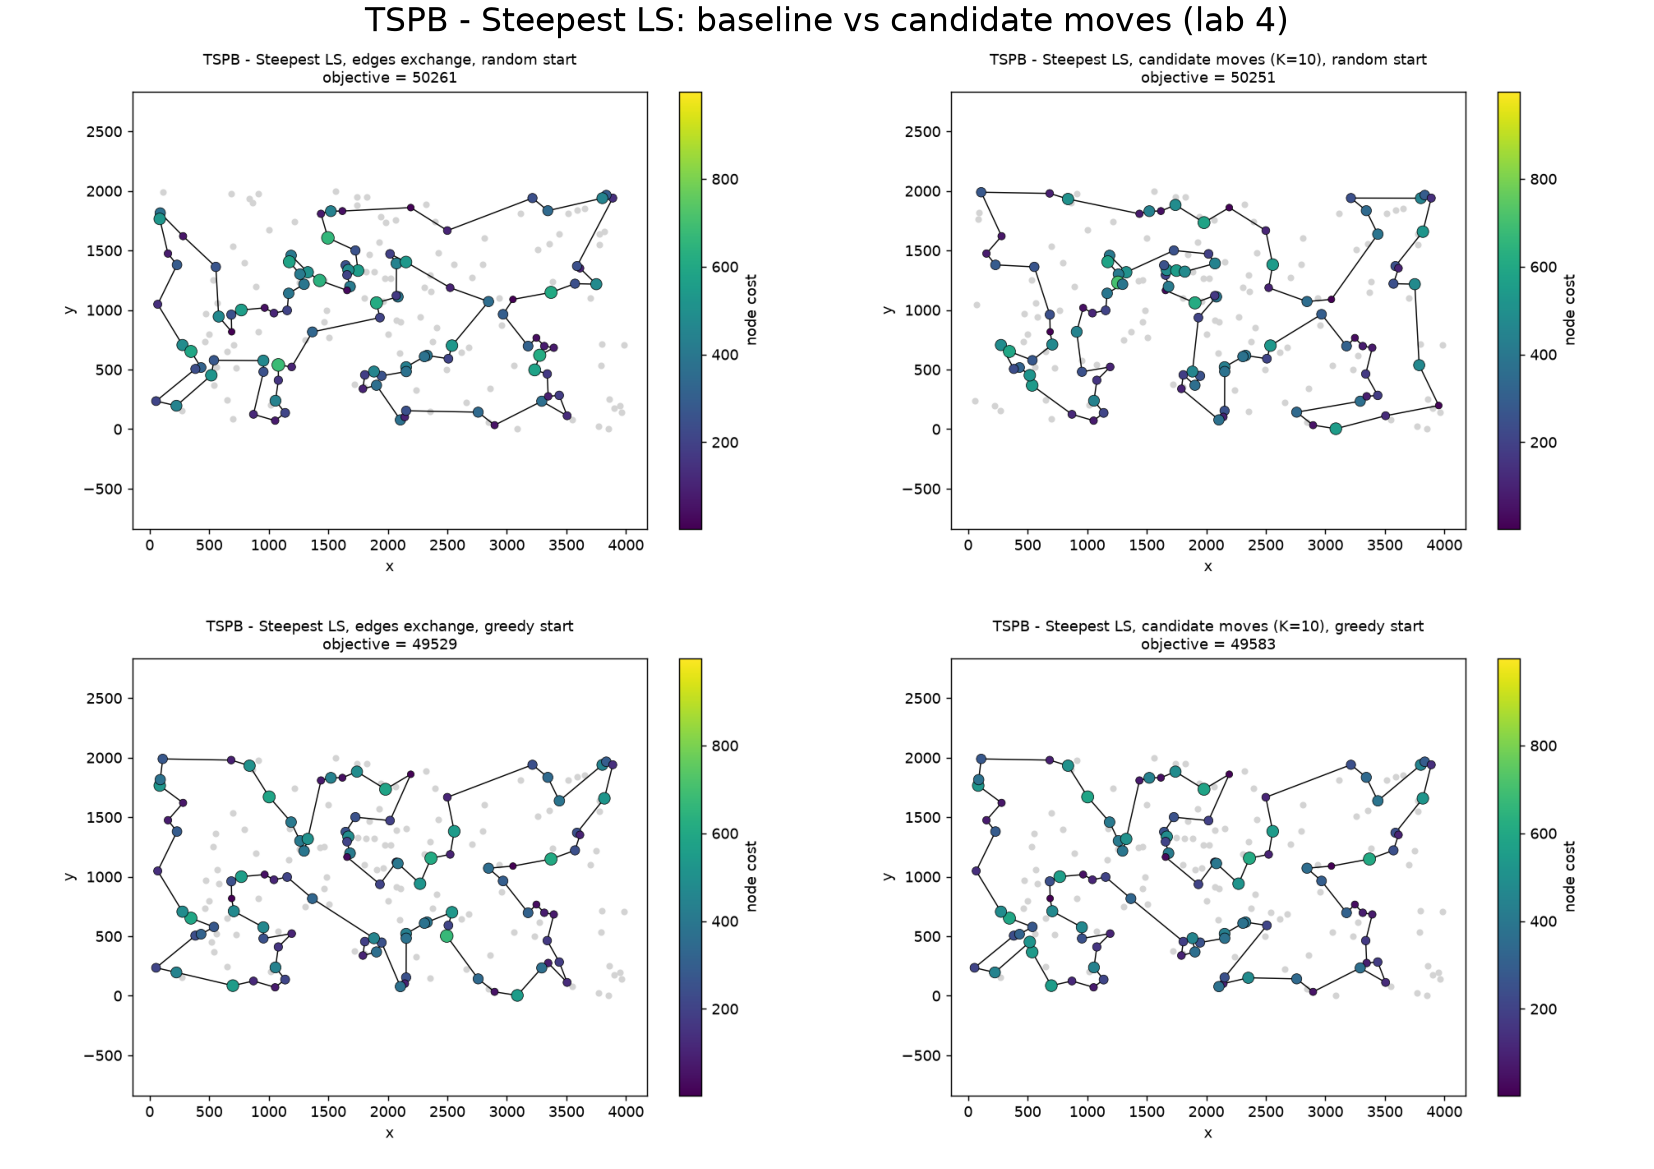 TSPB - Steepest LS: baseline vs candidate moves (lab 4)
TSPB - Steepest LS, edges exchange, random start
objective = 50261
2500
2000
1500
1000
500
0
−500
y
0 500 1000 1500 2000 2500 3000 3500 4000
x
800
600
400
200
node cost
TSPB - Steepest LS, candidate moves (K=10), random start
objective = 50251
2500
2000
1500
1000
500
0
−500
y
0 500 1000 1500 2000 2500 3000 3500 4000
x
800
600
400
200
node cost
TSPB - Steepest LS, edges exchange, greedy start
objective = 49529
2500
2000
1500
1000
500
0
−500
y
0 500 1000 1500 2000 2500 3000 3500 4000
x
800
600
400
200
node cost
TSPB - Steepest LS, candidate moves (K=10), greedy start
objective = 49583
2500
2000
1500
1000
500
0
−500
y
0 500 1000 1500 2000 2500 3000 3500 4000
x
800
600
400
200
node cost